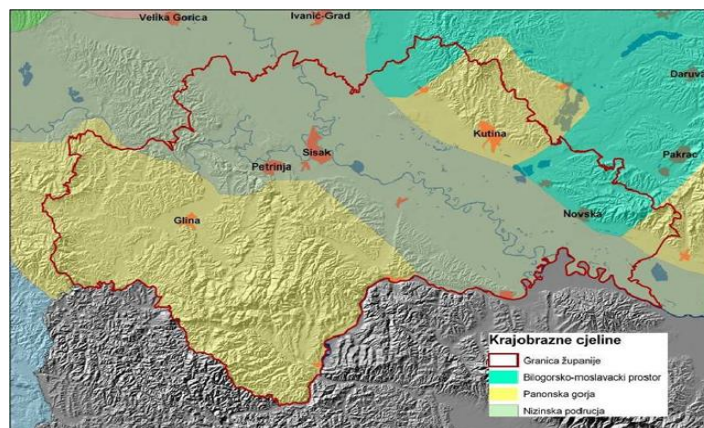 Velika Gorica
Ivanić-Grad
Daruva
Kutina
Sisak
Petrinja
Pakrac
Glina
Novska
Krajobrazne cjeline
Granica županije
Bilogorsko-moslavacki prostor
Panonska gorja
Nizinska podrucja